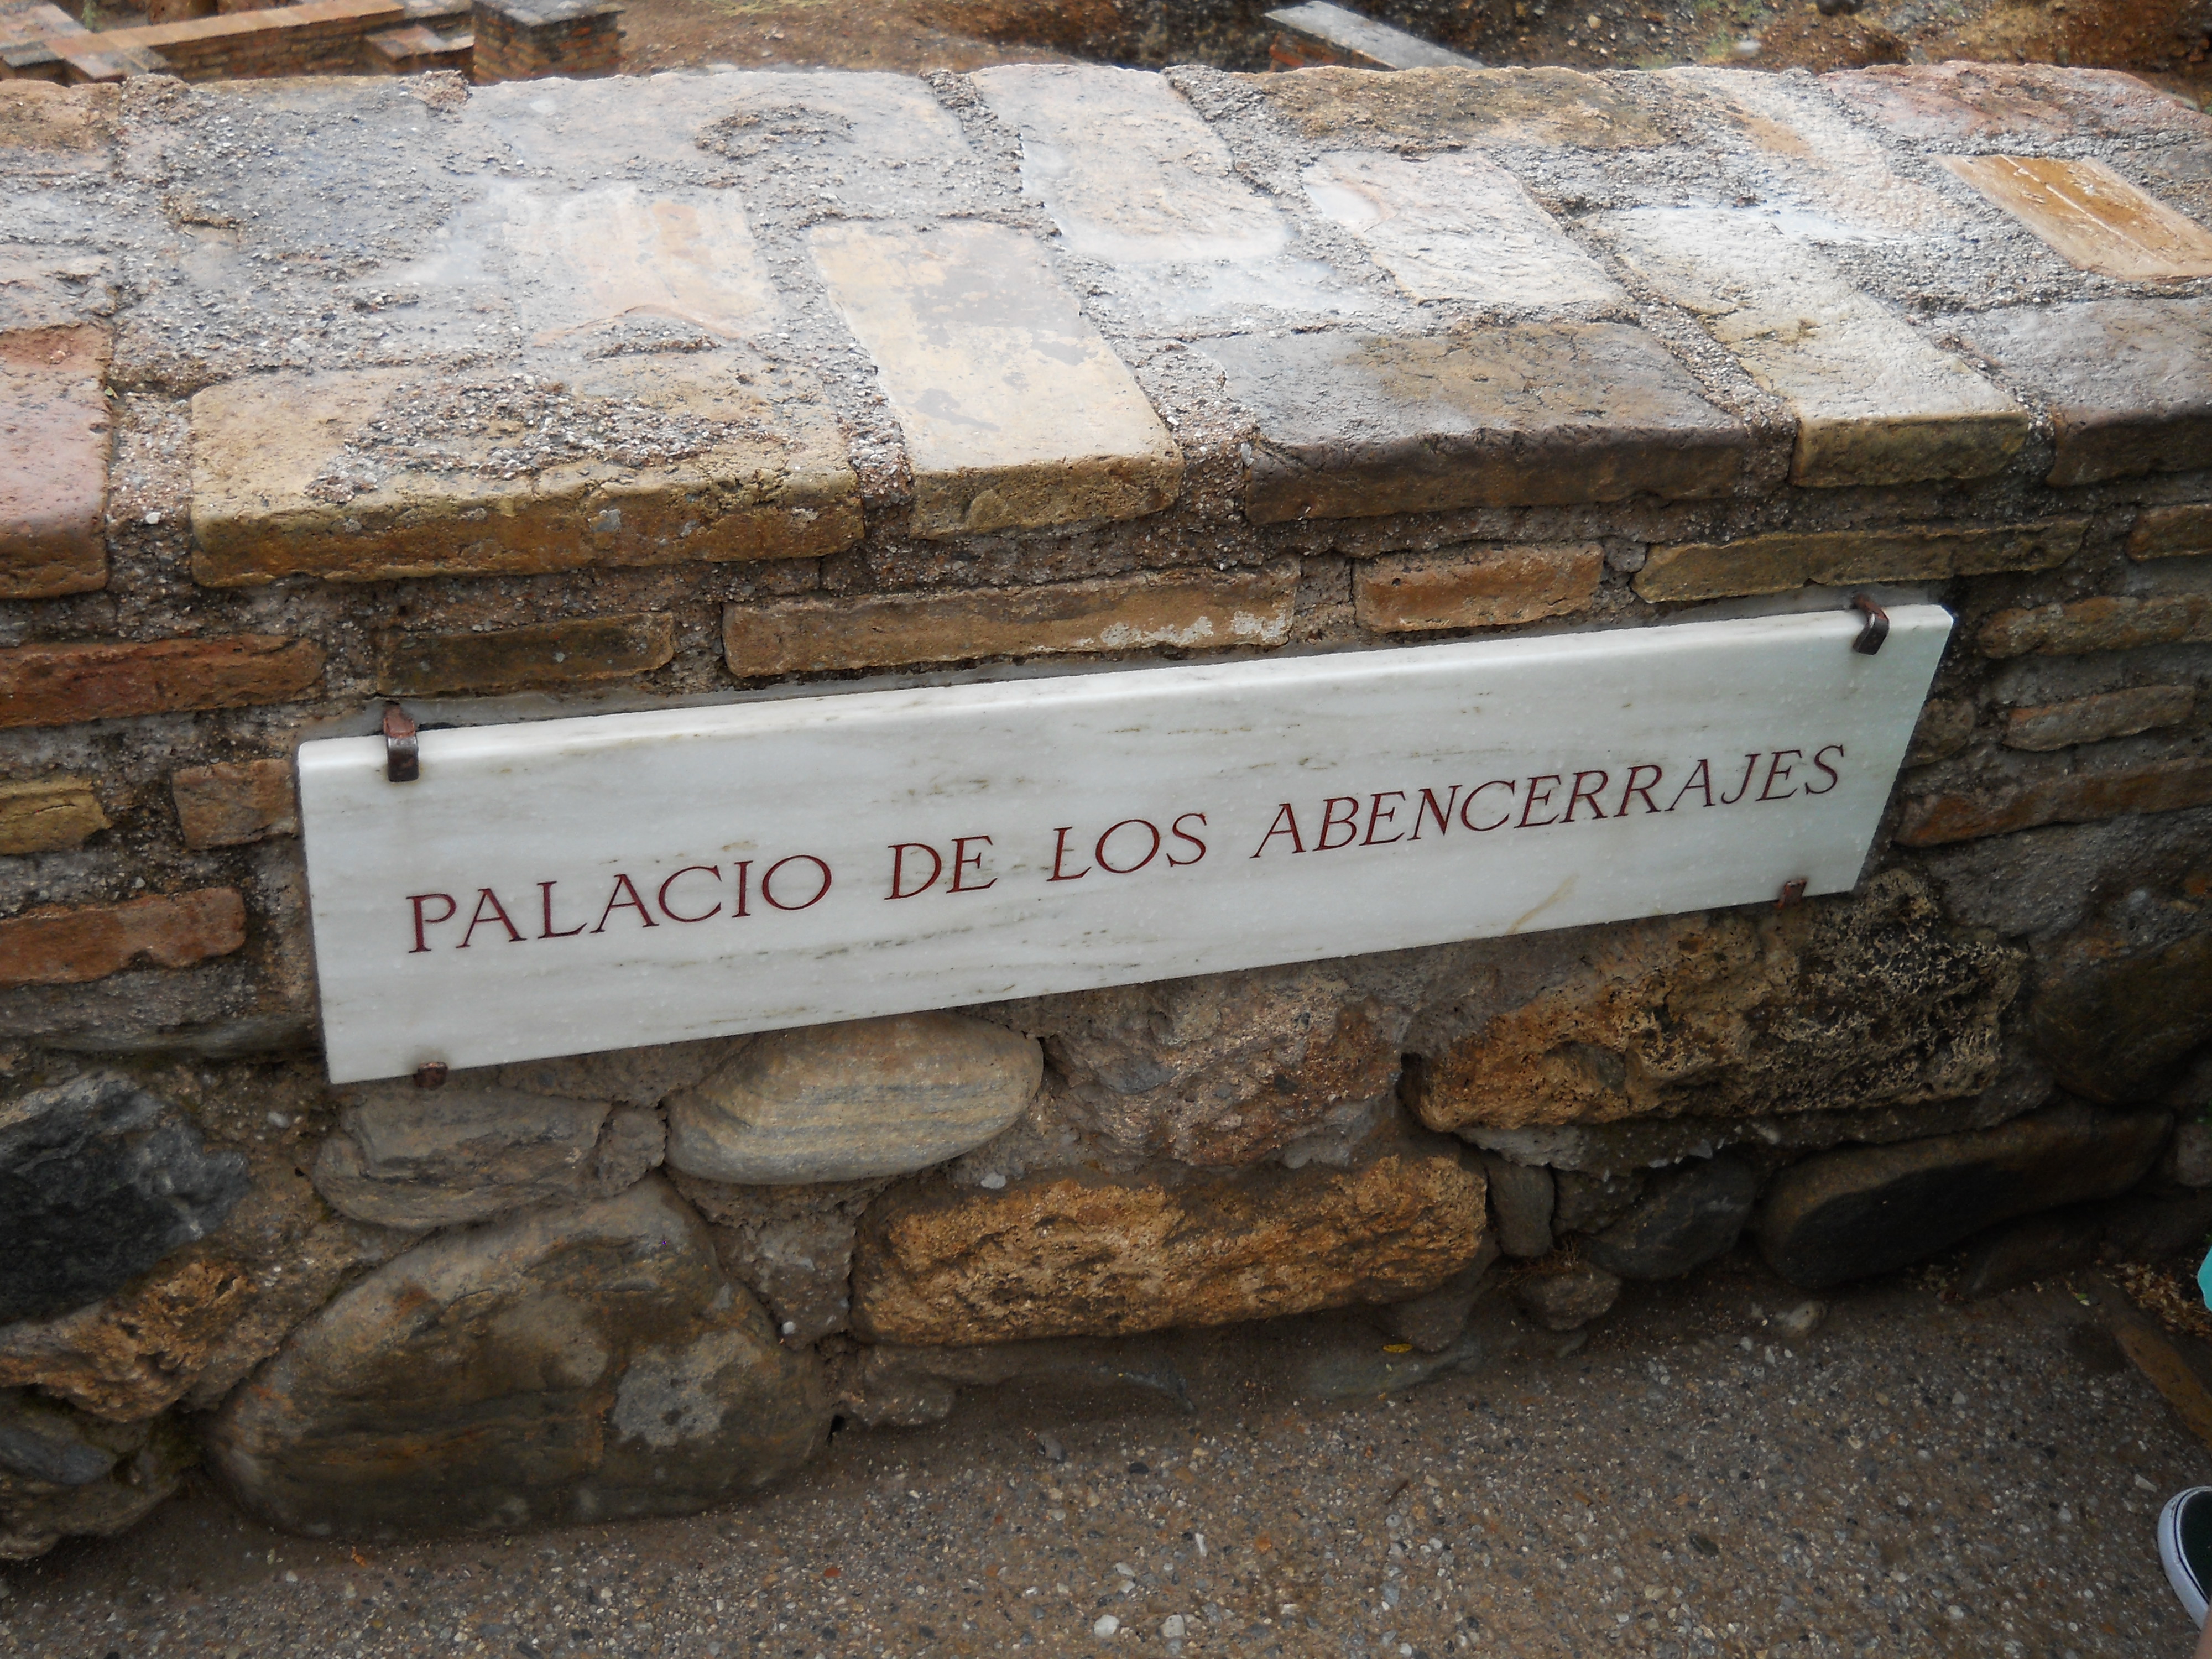 PALACIO DE LOS ABENCERRAJES